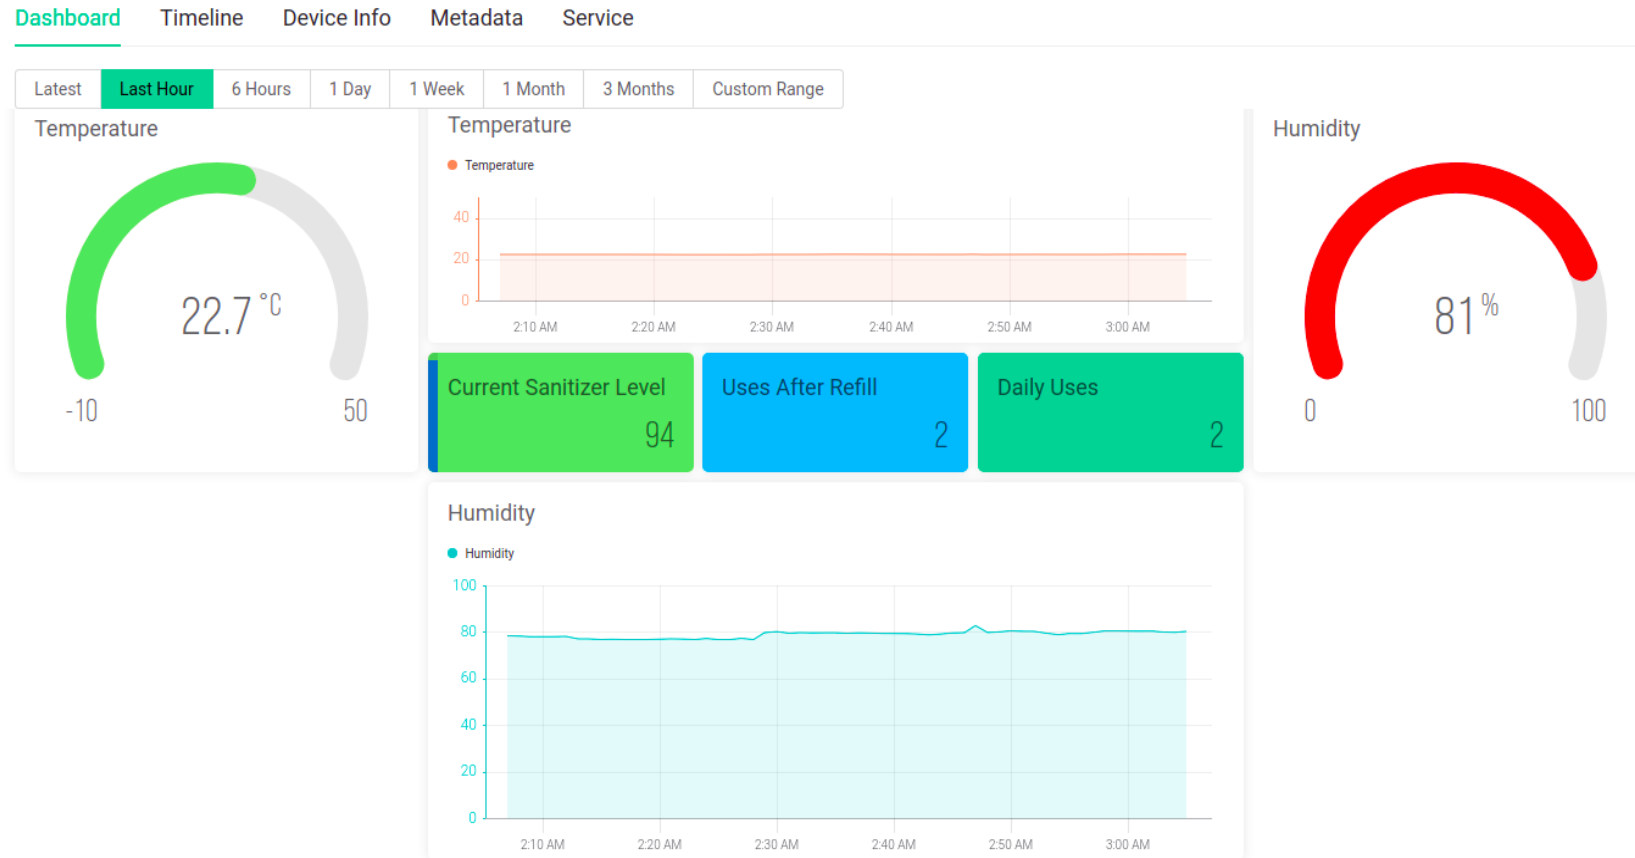 Dashboard Timeline Device Info Metadata Service
Latest Last Hour 6 Hours 1 Day 1 Week 1 Month 3 Months Custom Range
Temperature
22.7 °C
-10 50
Temperature
Temperature
40
20
0
2:10 AM 2:20 AM 2:30 AM 2:40 AM 2:50 AM 3:00 AM
Current Sanitizer Level
94
Uses After Refill
2
Daily Uses
2
Humidity
Humidity
100
80
60
40
20
0
2:10 AM 2:20 AM 2:30 AM 2:40 AM 2:50 AM 3:00 AM
Humidity
81 %
0 100